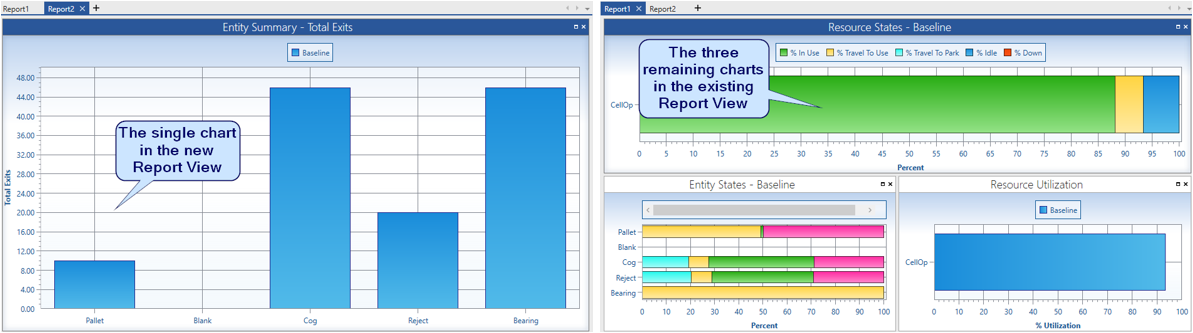 Report1 Report2
Entity Summary - Total Exits
Baseline
48.00
44.00
40.00
36.00
32.00
28.00
24.00
20.00
16.00
12.00
8.00
4.00
0.00
Total Exits
The single chart
in the new
Report View
Pallet Blank Cog Reject Bearing
Report1 Report2
Resource States - Baseline
% In Use % Travel To Use % Travel To Park % Idle % Down
The three
remaining charts
in the existing
Report View
CellOp
0 5 10 15 20 25 30 35 40 45 50 55 60 65 70 75 80 85 90 95 100
Percent
Entity States - Baseline
Pallet
Blank
Cog
Reject
Bearing
0 10 20 30 40 50 60 70 80 90 100
Percent
Resource Utilization
Baseline
CellOp
0 10 20 30 40 50 60 70 80 90 100
% Utilization